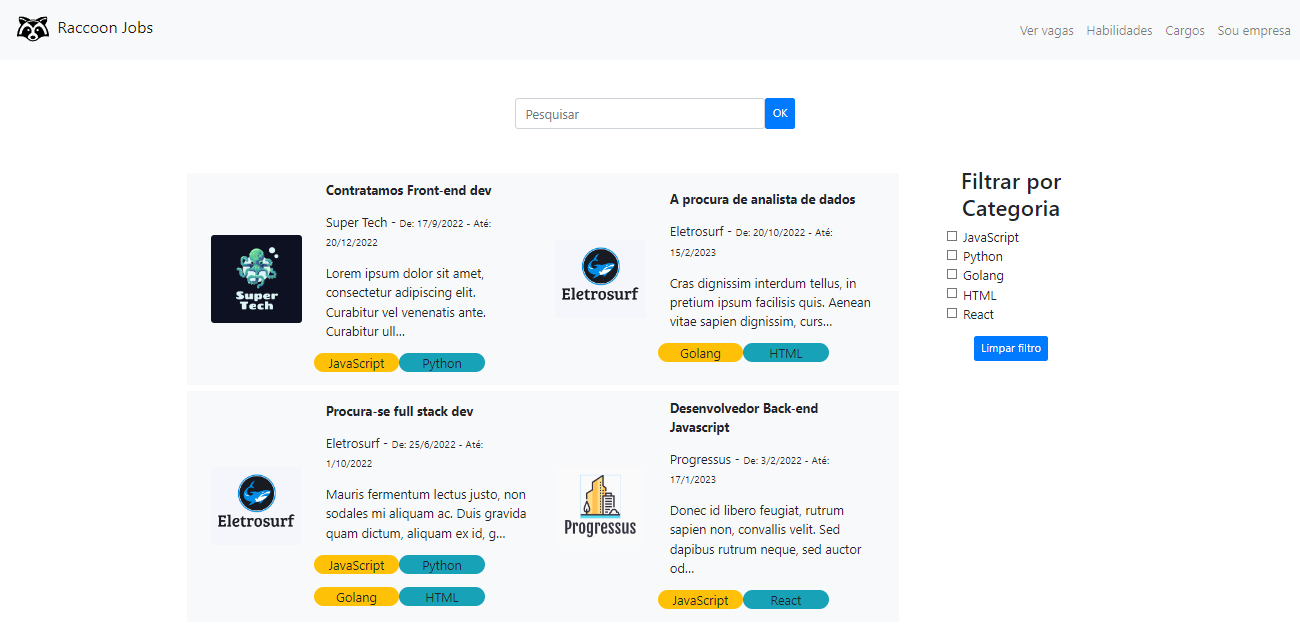 Raccoon Jobs
Ver vagas Habilidades Cargos Sou empresa
Pesquisar OK
Contratamos Front-end dev
Super Tech - De: 17/9/2022 - Até:
20/12/2022
Lorem ipsum dolor sit amet,
consectetur adipiscing elit.
Curabitur vel venenatis ante.
Curabitur ull...
Super
Tech
JavaScript Python
A procura de analista de dados
Eletrosurf - De: 20/10/2022 - Até:
15/2/2023
Cras dignissim interdum tellus, in
pretium ipsum facilisis quis. Aenean
vitae sapien dignissim, curs...
Eletrosurf
Golang HTML
Procura-se full stack dev
Eletrosurf - De: 25/6/2022 - Até:
1/10/2022
Mauris fermentum lectus justo, non
sodales mi aliquam ac. Duis gravida
quam dictum, aliquam ex id, g...
Eletrosurf
JavaScript Python
Golang HTML
Desenvolvedor Back-end
Javascript
Progressus - De: 3/2/2022 - Até:
17/1/2023
Donec id libero feugiat, rutrum
sapien non, convallis velit. Sed
dapibus rutrum neque, sed auctor
od...
Progressus
JavaScript React
Filtrar por
Categoria
JavaScript
Python
Golang
HTML
React
Limpar filtro